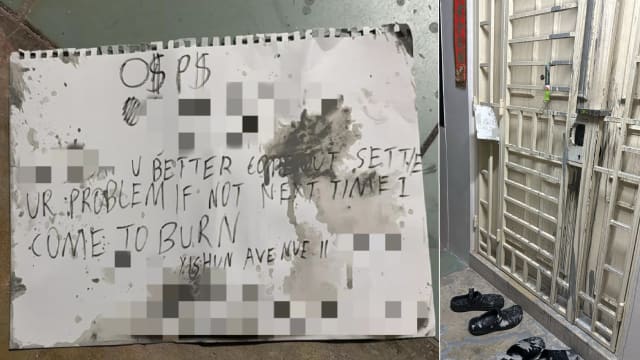 O$ P$
U BETTER COME OUT SETTLE
UR PROBLEM IF NOT NEXT TIME I
COME TO BURN
YISHUN AVENUE 11